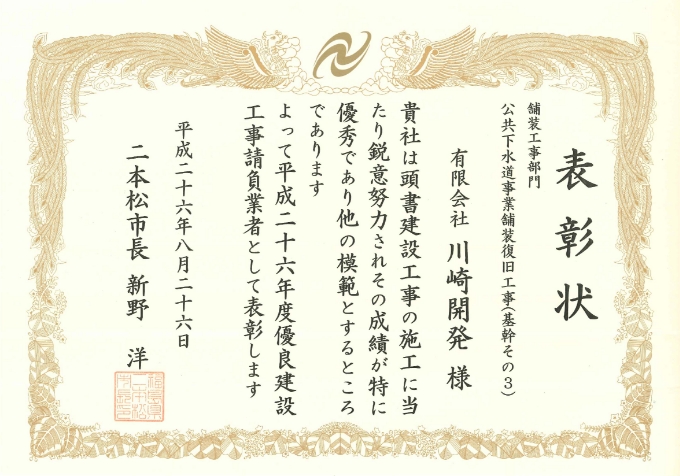 表彰状
舗装工事部門
公共下水道事業舗装復旧工事(基幹その3)
有限会社 川崎開発 様
貴社は頭書建設工事の施工に当
たり鋭意努力されその成績が特に
優秀であり他の模範とするところ
であります
よって平成二十六年度優良建設
工事請負業者として表彰します
平成二十六年八月二十六日
二本松市長 新野 洋